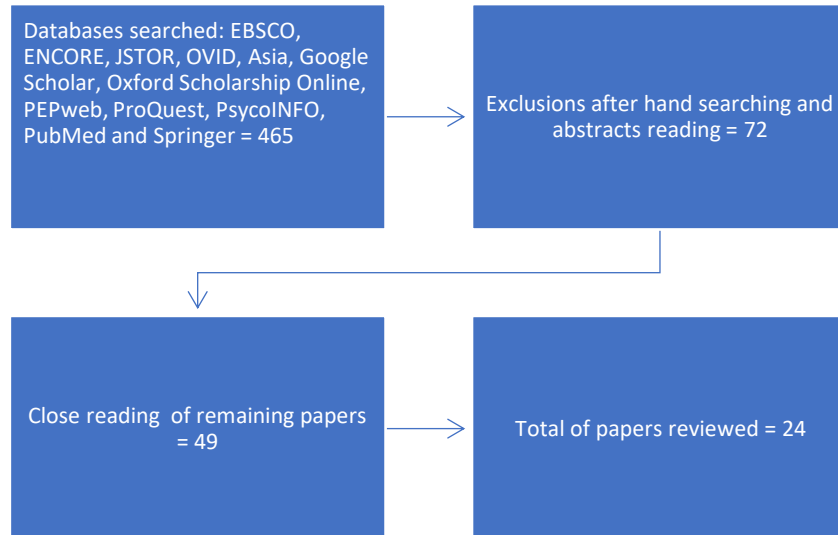 Databases searched: EBSCO,
ENCORE, JSTOR, OVID, Asia, Google
Scholar, Oxford Scholarship Online,
PEPweb, ProQuest, PsycoINFO,
PubMed and Springer = 465
Exclusions after hand searching and
abstracts reading = 72
Close reading  of remaining papers
= 49
Total of papers reviewed = 24